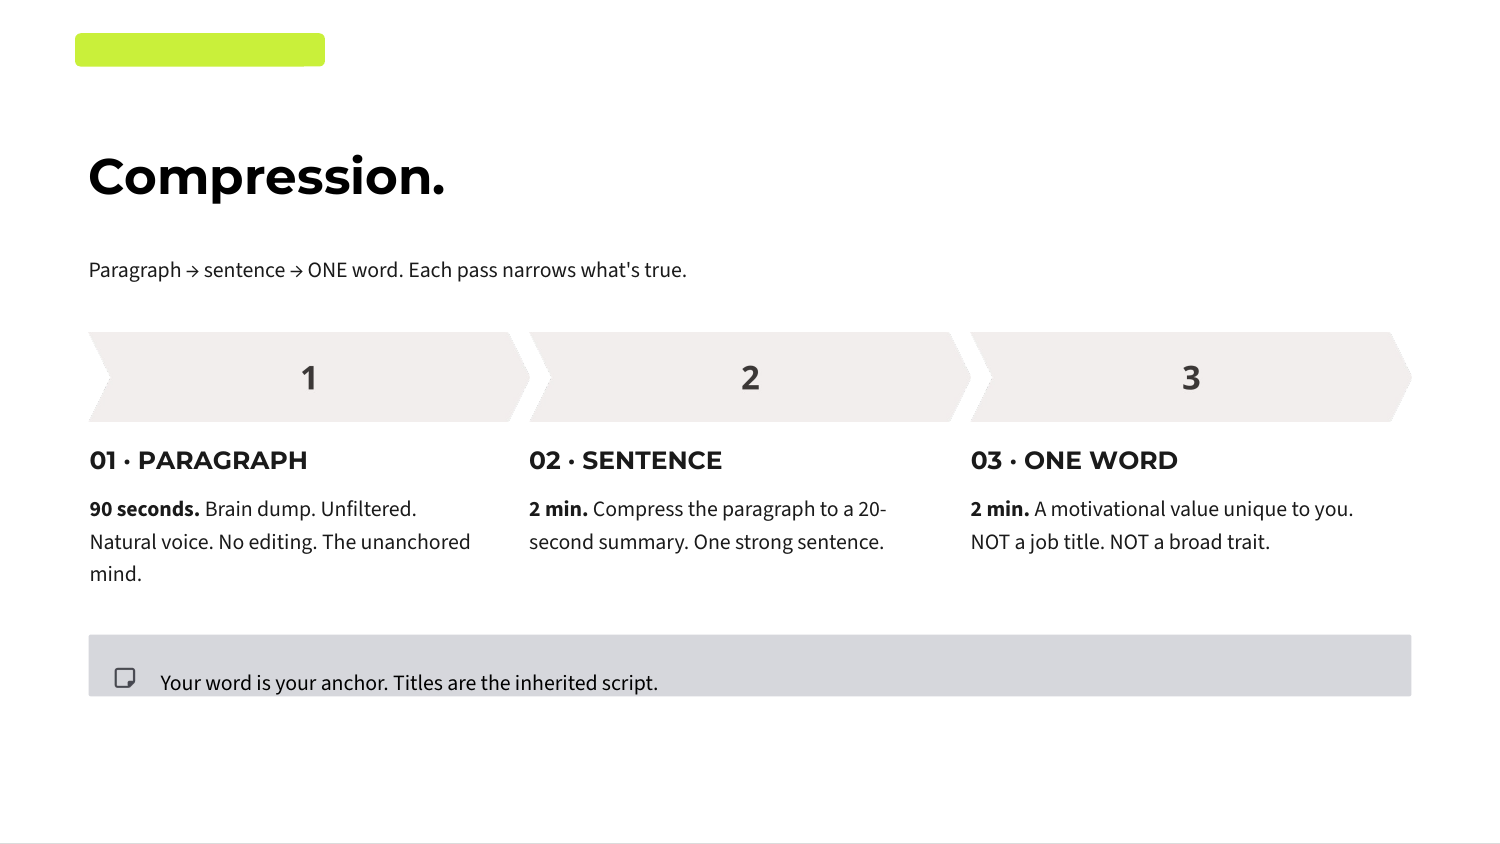 Compression.
Paragraph → sentence → ONE word. Each pass narrows what's true.
1
2
3
01 · PARAGRAPH
90 seconds. Brain dump. Unfiltered.
Natural voice. No editing. The unanchored
mind.
02 · SENTENCE
2 min. Compress the paragraph to a 20-
second summary. One strong sentence.
03 · ONE WORD
2 min. A motivational value unique to you.
NOT a job title. NOT a broad trait.
Your word is your anchor. Titles are the inherited script.